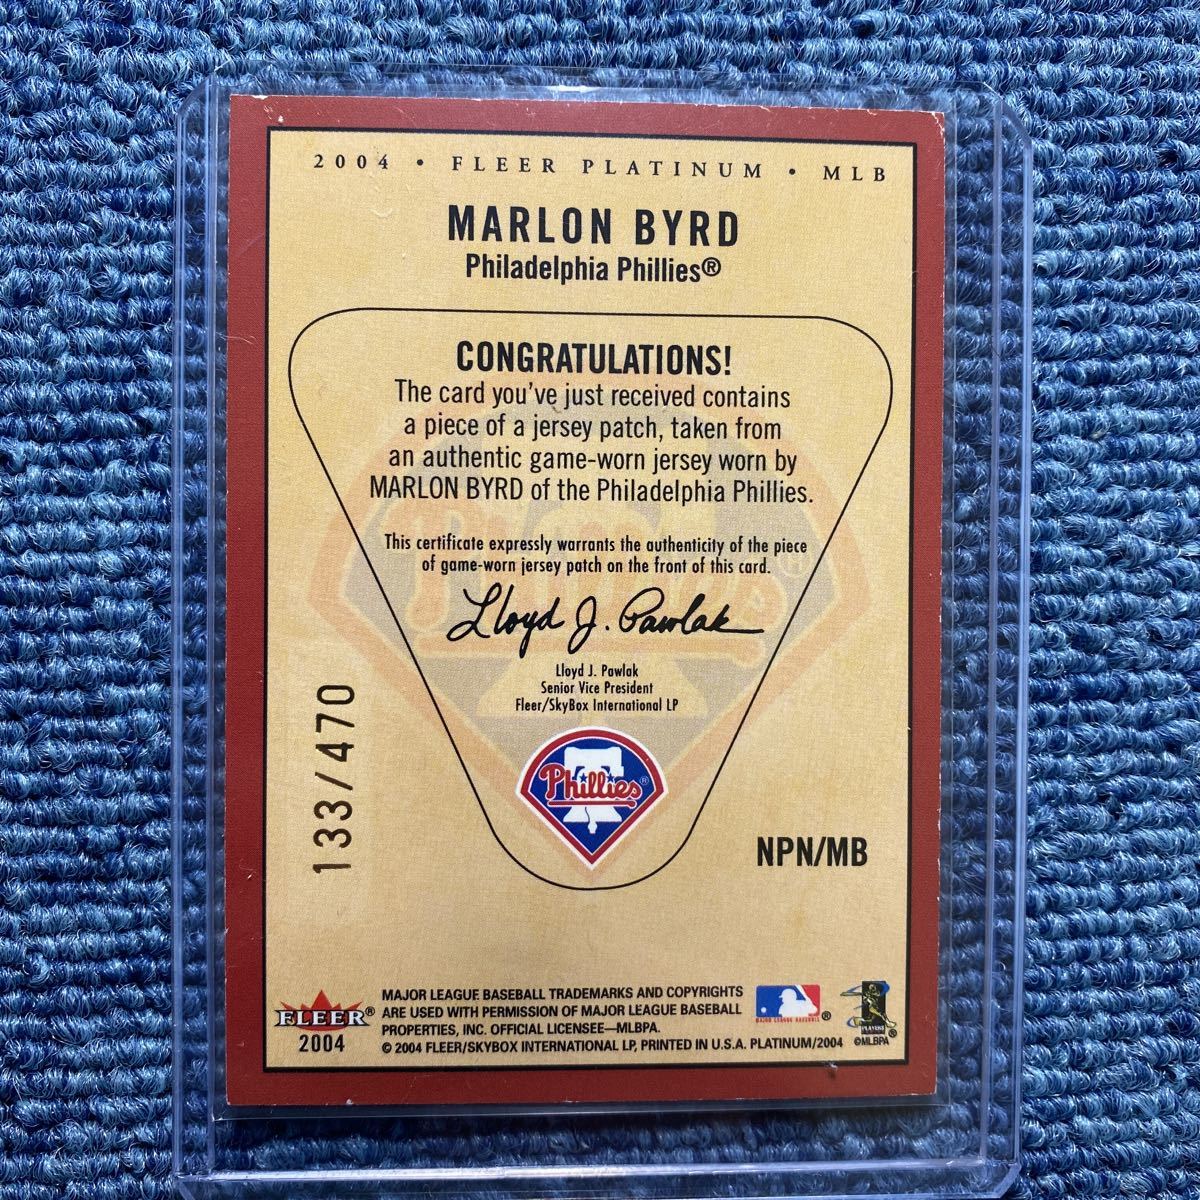 2004 • FLEER PLATINUM • MLB
MARLON BYRD
Philadelphia Phillies®
CONGRATULATIONS!
The card you've just received contains
a piece of a jersey patch, taken from
an authentic game-worn jersey worn by
MARLON BYRD of the Philadelphia Phillies.
This certificate expressly warrants the authenticity of the piece
of game-worn jersey patch on the front of this card.
Lloyd J. Pawlak
Lloyd J. Pawlak
Senior Vice President
Fleer/SkyBox International LP
133/470
Phillies®
NPN/MB
FLEER®
2004
MAJOR LEAGUE BASEBALL TRADEMARKS AND COPYRIGHTS
ARE USED WITH PERMISSION OF MAJOR LEAGUE BASEBALL
PROPERTIES, INC. OFFICIAL LICENSEE—MLBPA.
© 2004 FLEER/SKYBOX INTERNATIONAL LP, PRINTED IN U.S.A. PLATINUM/2004
MAJOR LEAGUE BASEBALL®
PLAYERS®
©MLBPA